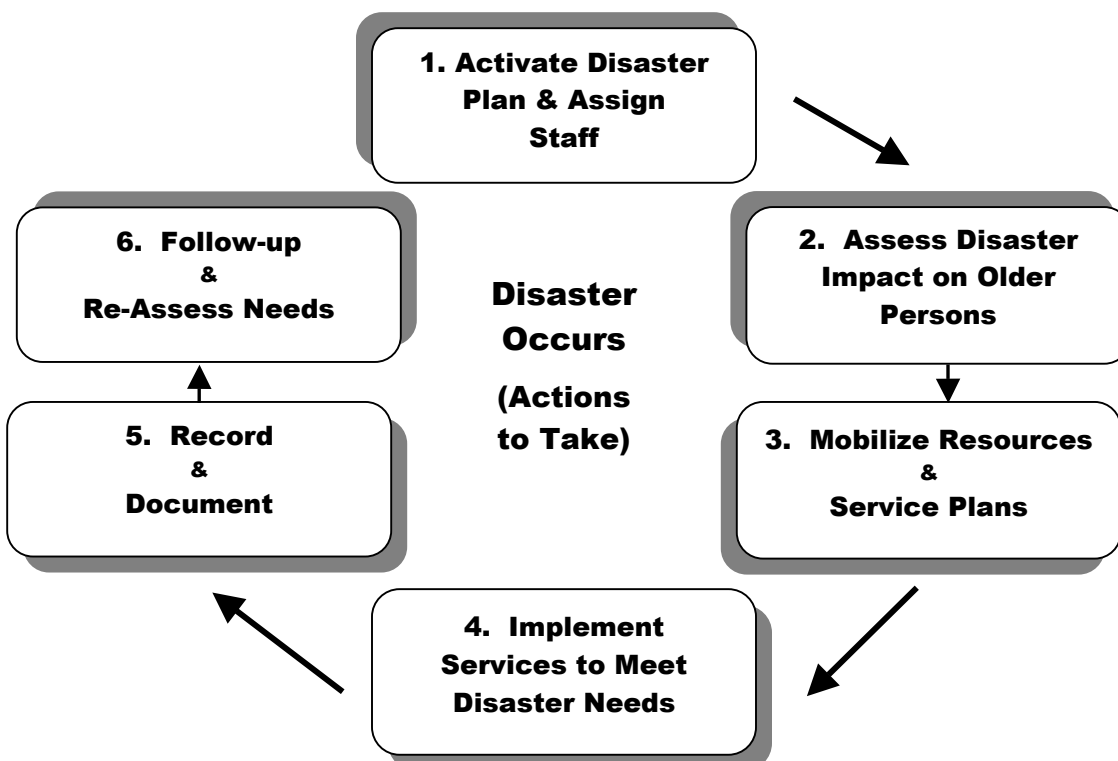 1. Activate Disaster
Plan & Assign
Staff
2. Assess Disaster
Impact on Older
Persons
3. Mobilize Resources
&
Service Plans
4. Implement
Services to Meet
Disaster Needs
5. Record
&
Document
6. Follow-up
&
Re-Assess Needs
Disaster
Occurs
(Actions
to Take)